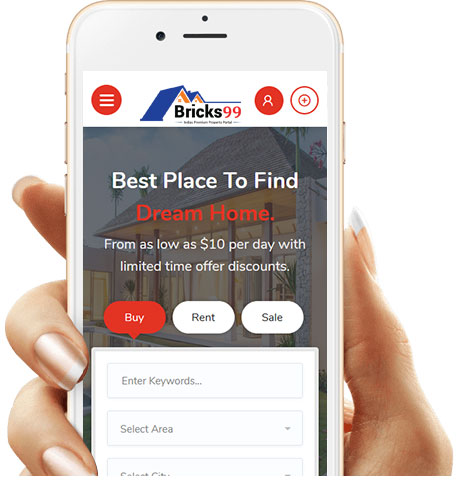 Bricks99
Indias Premium Property Portal
Best Place To Find
Dream Home.
From as low as $10 per day with
limited time offer discounts.
Buy Rent Sale
Enter Keywords...
Select Area
Select City